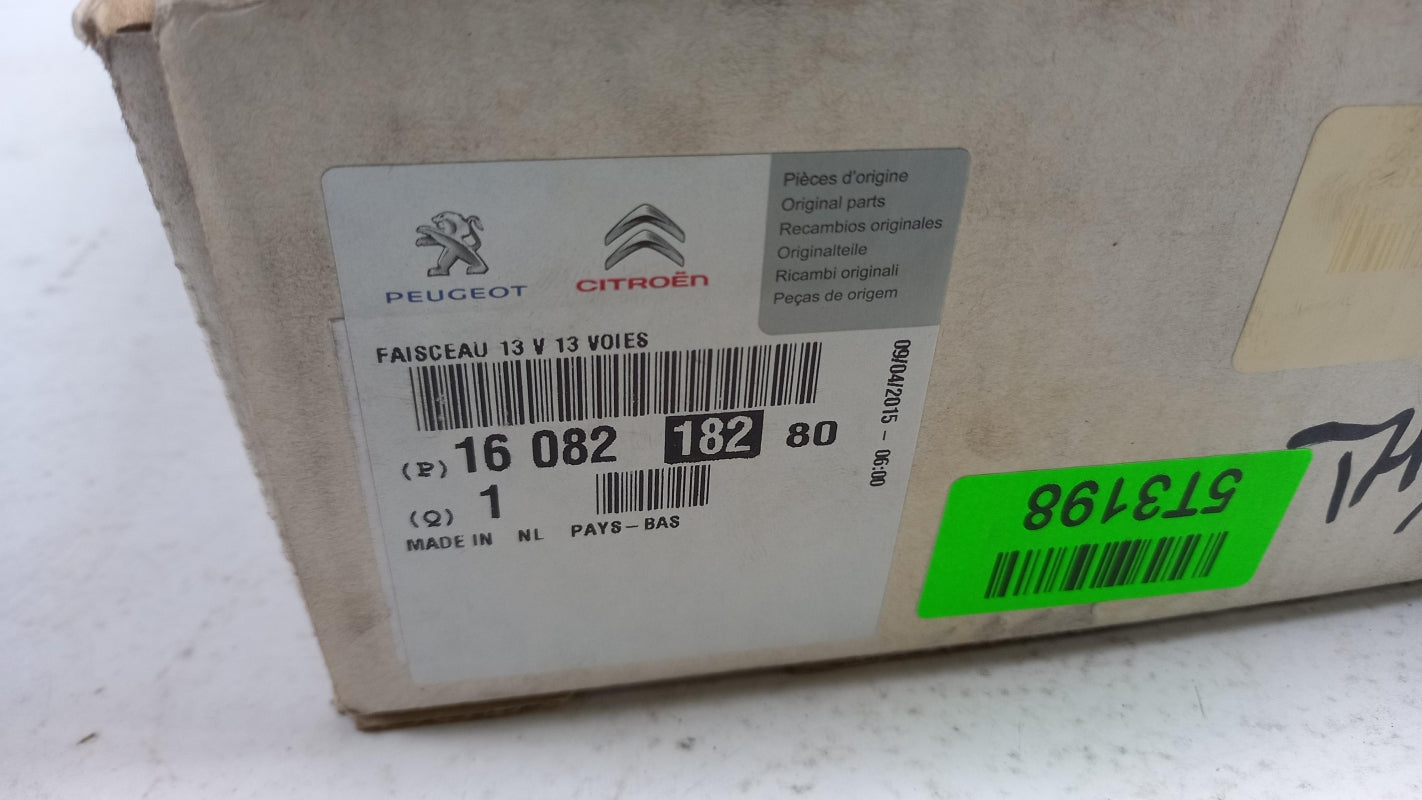 PEUGEOT
CITROËN
Pièces d'origine
Original parts
Recambios originales
Originalteile
Ricambi originali
Peças de origem
FAISCEAU 13 V 13 VOIES
(P) 16 082 182 80
(Q) 1
MADE IN NL PAYS-BAS
09/04/2015 - 06:00
5T3198